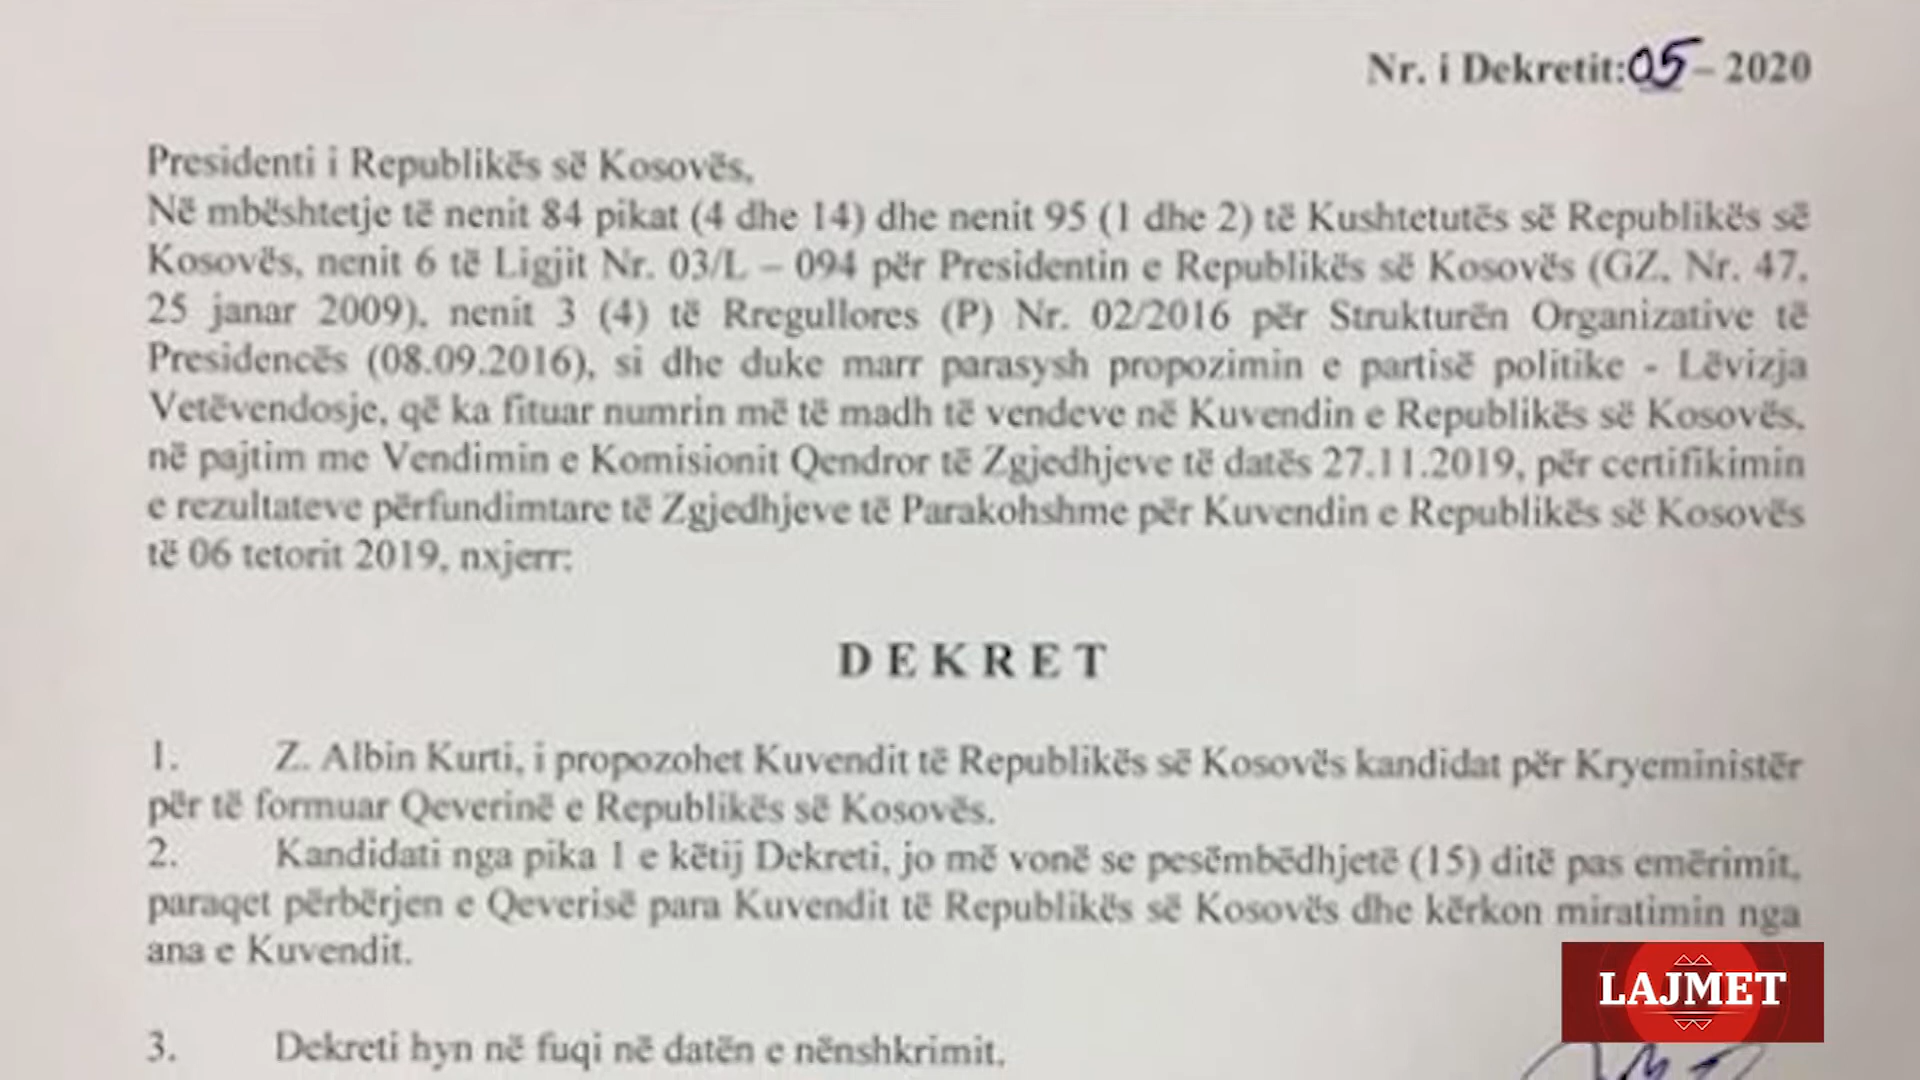 Nr. i Dekretit:05 – 2020
Presidenti i Republikës së Kosovës,
Në mbështetje të nenit 84 pikat (4 dhe 14) dhe nenit 95 (1 dhe 2) të Kushtetutës së Republikës së
Kosovës, nenit 6 të Ligjit Nr. 03/L – 094 për Presidentin e Republikës së Kosovës (GZ. Nr. 47,
25 janar 2009), nenit 3 (4) të Rregullores (P) Nr. 02/2016 për Strukturën Organizative të
Presidencës (08.09.2016), si dhe duke marr parasysh propozimin e partisë politike - Lëvizja
Vetëvendosje, që ka fituar numrin më të madh të vendeve në Kuvendin e Republikës së Kosovës,
në pajtim me Vendimin e Komisionit Qendror të Zgjedhjeve të datës 27.11.2019, për certifikimin
e rezultateve përfundimtare të Zgjedhjeve të Parakohshme për Kuvendin e Republikës së Kosovës
të 06 tetorit 2019, nxjerr:
D E K R E T
1. Z. Albin Kurti, i propozohet Kuvendit të Republikës së Kosovës kandidat për Kryeministër
për të formuar Qeverinë e Republikës së Kosovës.
2. Kandidati nga pika 1 e këtij Dekreti, jo më vonë se pesëmbëdhjetë (15) ditë pas emërimit,
paraqet përbërjen e Qeverisë para Kuvendit të Republikës së Kosovës dhe kërkon miratimin nga
ana e Kuvendit.
LAJMET
3. Dekreti hyn në fuqi në datën e nënshkrimit.